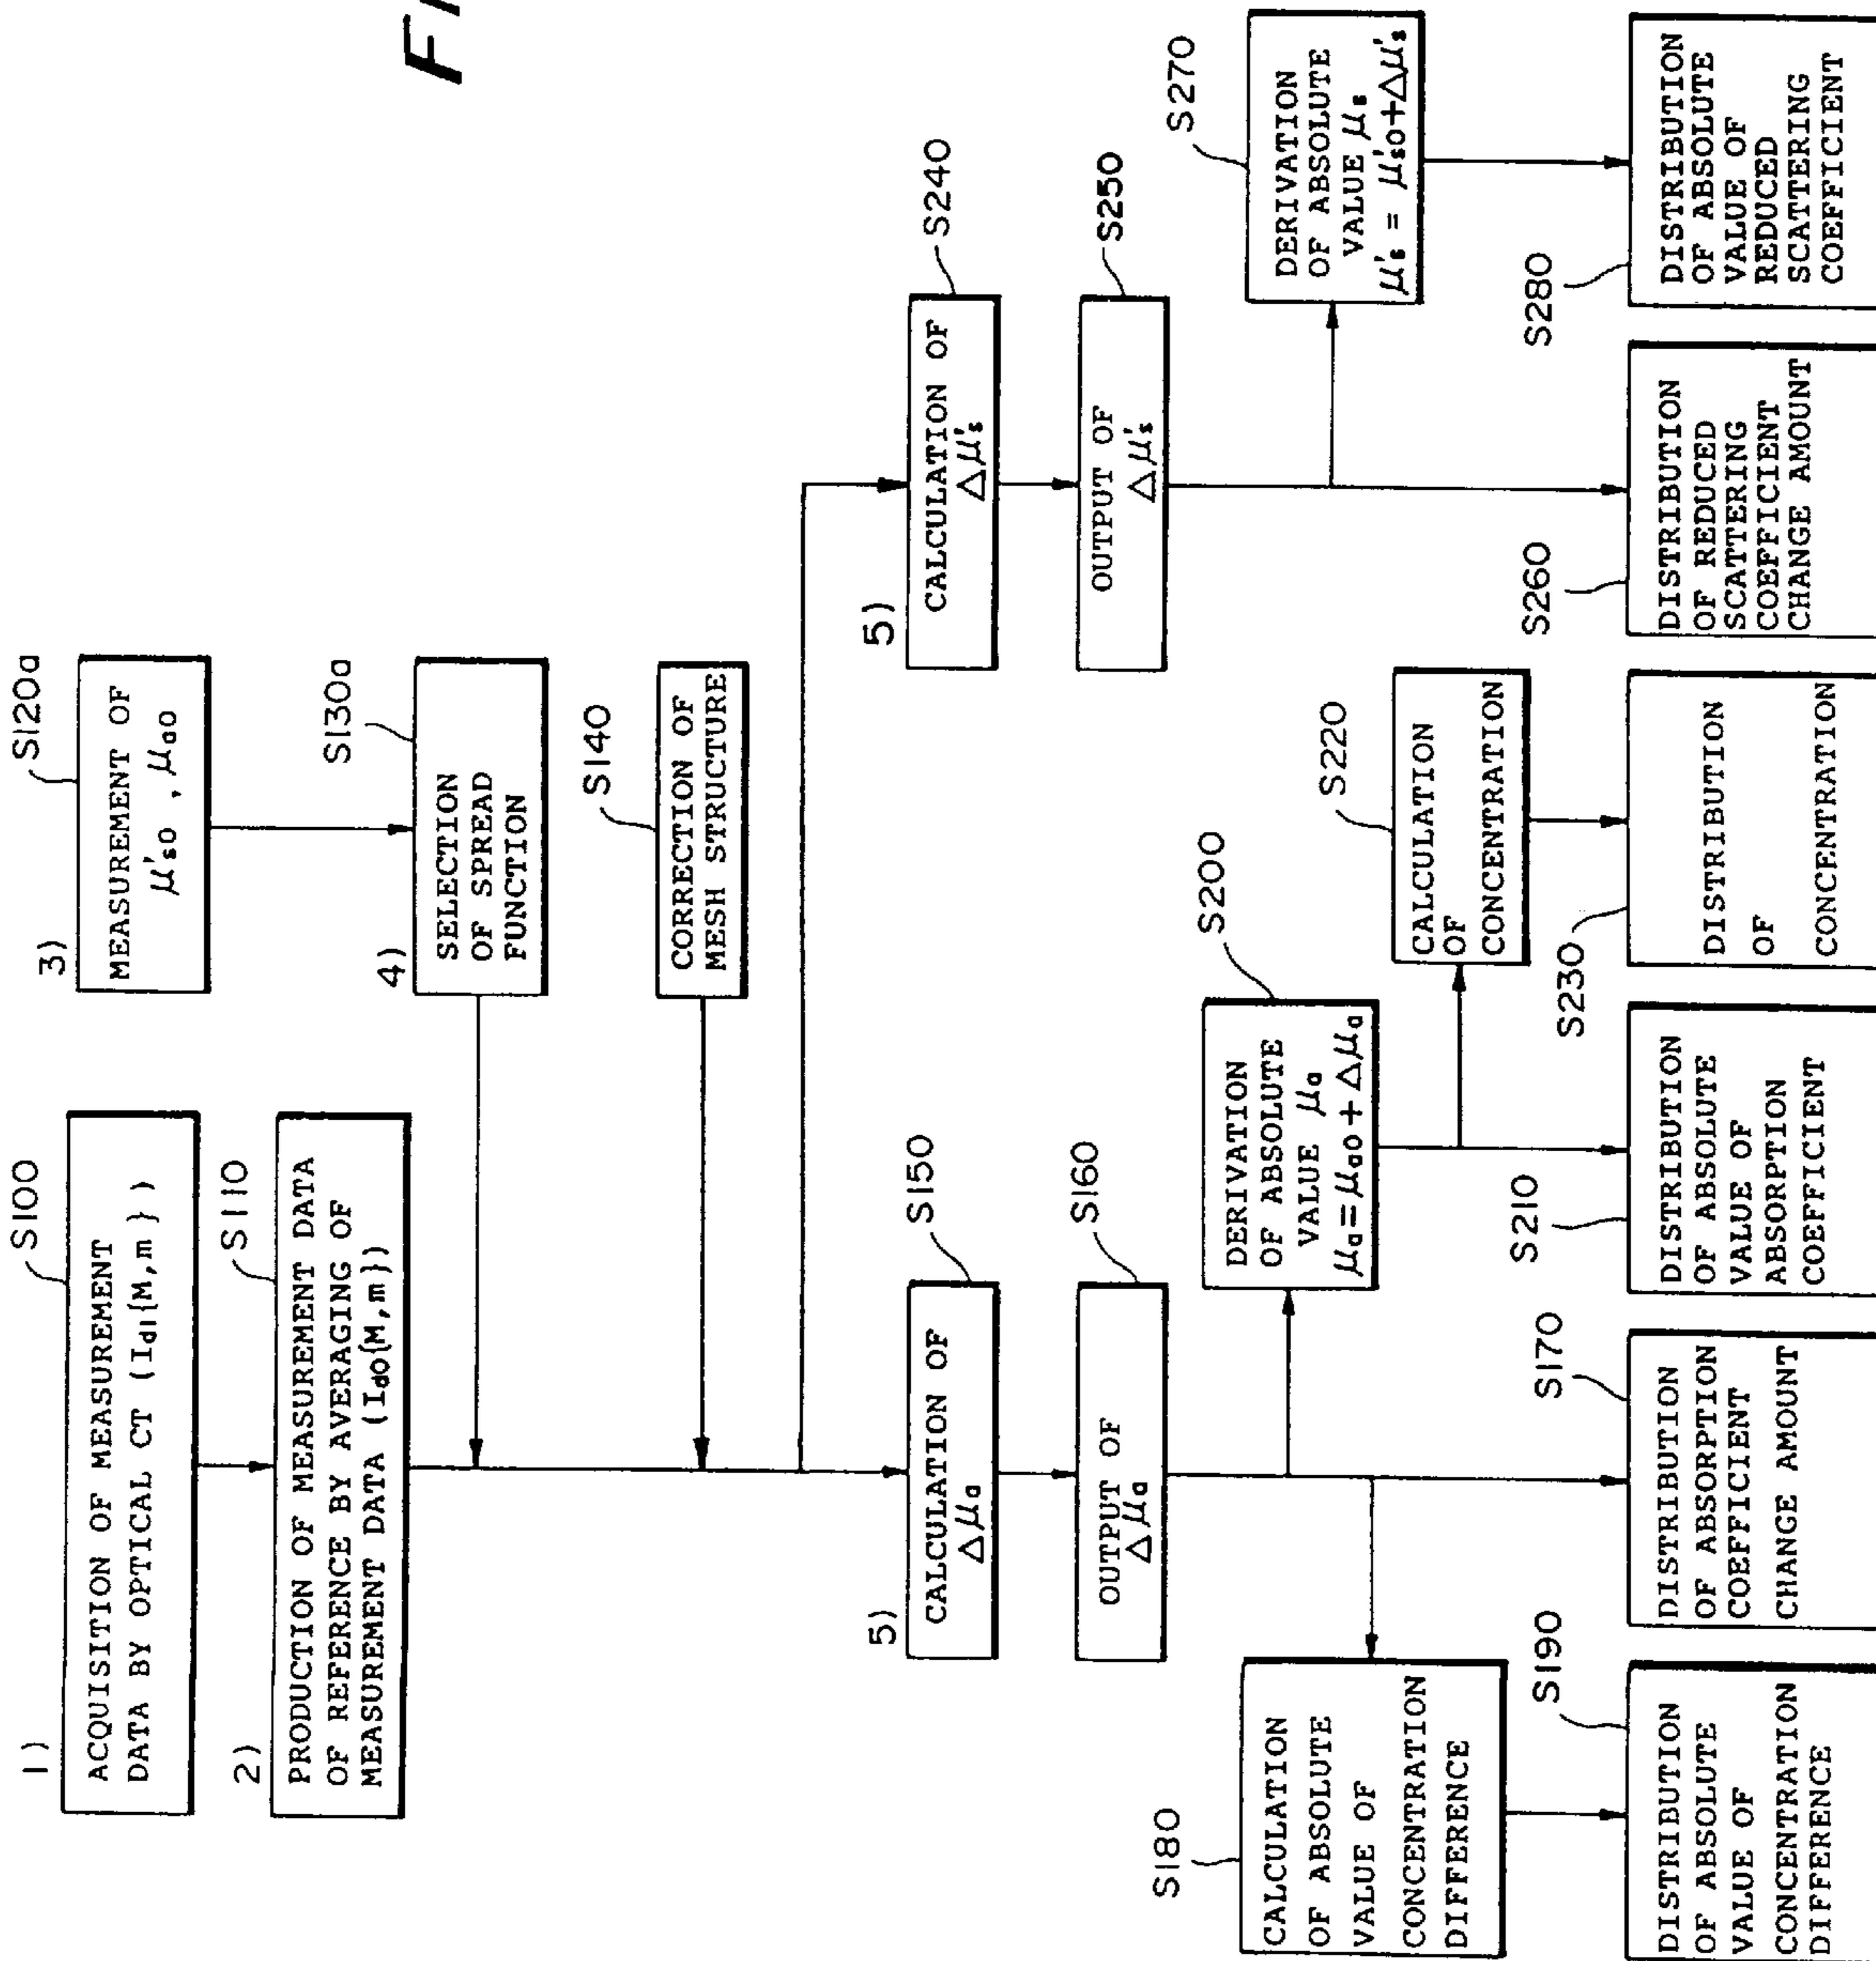 FI
1)
S100
ACQUISITION OF MEASUREMENT
DATA BY OPTICAL CT (Id1{M,m})
2)
S110
PRODUCTION OF MEASUREMENT DATA
OF REFERENCE BY AVERAGING OF
MEASUREMENT DATA (Id0{M,m})
3)
S120a
MEASUREMENT OF
μ's0 , μa0
4)
S130a
SELECTION
OF SPREAD
FUNCTION
S140
CORRECTION OF
MESH STRUCTURE
5)
S150
CALCULATION OF
Δμa
S160
OUTPUT OF
Δμa
S180
CALCULATION
OF ABSOLUTE
VALUE OF
CONCENTRATION
DIFFERENCE
S190
DISTRIBUTION
OF ABSOLUTE
VALUE OF
CONCENTRATION
DIFFERENCE
S170
DISTRIBUTION
OF ABSORPTION
COEFFICIENT
CHANGE AMOUNT
S200
DERIVATION
OF ABSOLUTE
VALUE μa
μa=μa0+Δμa
S210
DISTRIBUTION
OF ABSOLUTE
VALUE OF
ABSORPTION
COEFFICIENT
S220
CALCULATION
OF
CONCENTRATION
S230
DISTRIBUTION
OF
CONCENTRATION
5)
S240
CALCULATION OF
Δμ's
S250
OUTPUT OF
Δμ's
S260
DISTRIBUTION
OF REDUCED
SCATTERING
COEFFICIENT
CHANGE AMOUNT
S270
DERIVATION
OF ABSOLUTE
VALUE μs
μ's = μ's0+Δμ's
S280
DISTRIBUTION
OF ABSOLUTE
VALUE OF
REDUCED
SCATTERING
COEFFICIENT